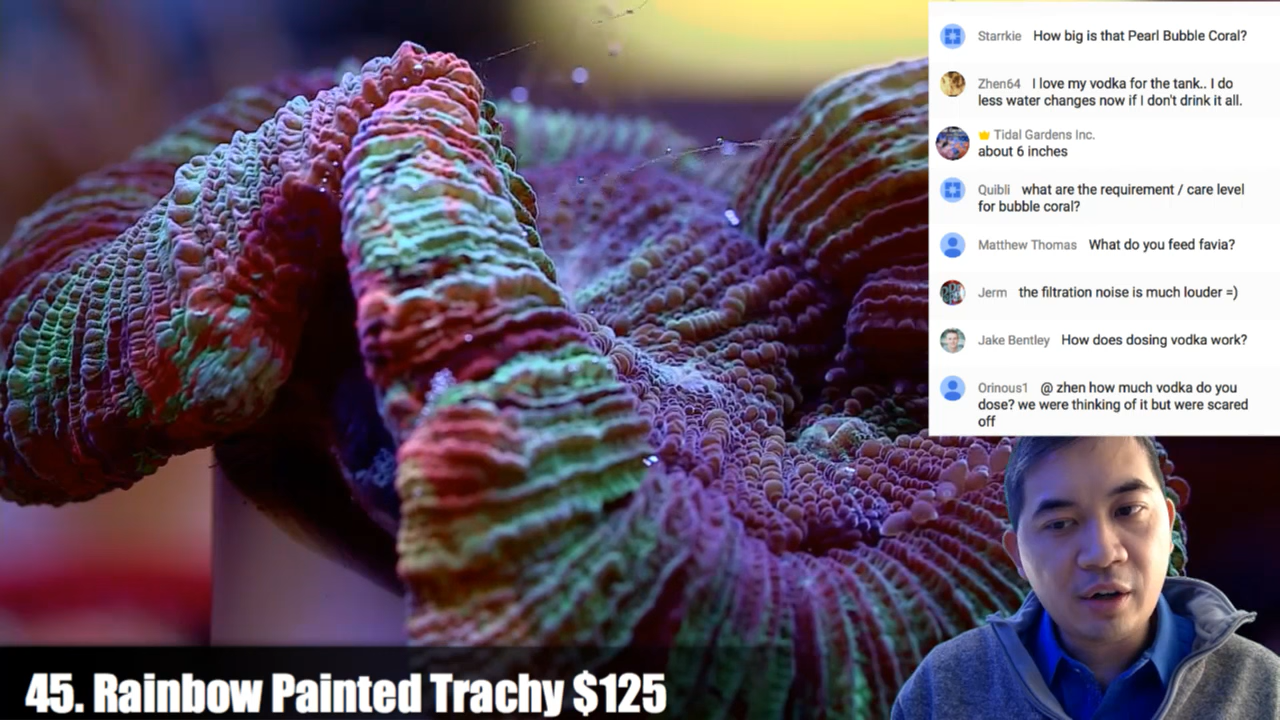 Starrkie How big is that Pearl Bubble Coral?
Zhen64 I love my vodka for the tank.. I do
less water changes now if I don't drink it all.
Tidal Gardens Inc.
about 6 inches
Quibli what are the requirement / care level
for bubble coral?
Matthew Thomas What do you feed favia?
Jerm the filtration noise is much louder =)
Jake Bentley How does dosing vodka work?
Orinous1 @ zhen how much vodka do you
dose? we were thinking of it but were scared
off
45. Rainbow Painted Trachy $125